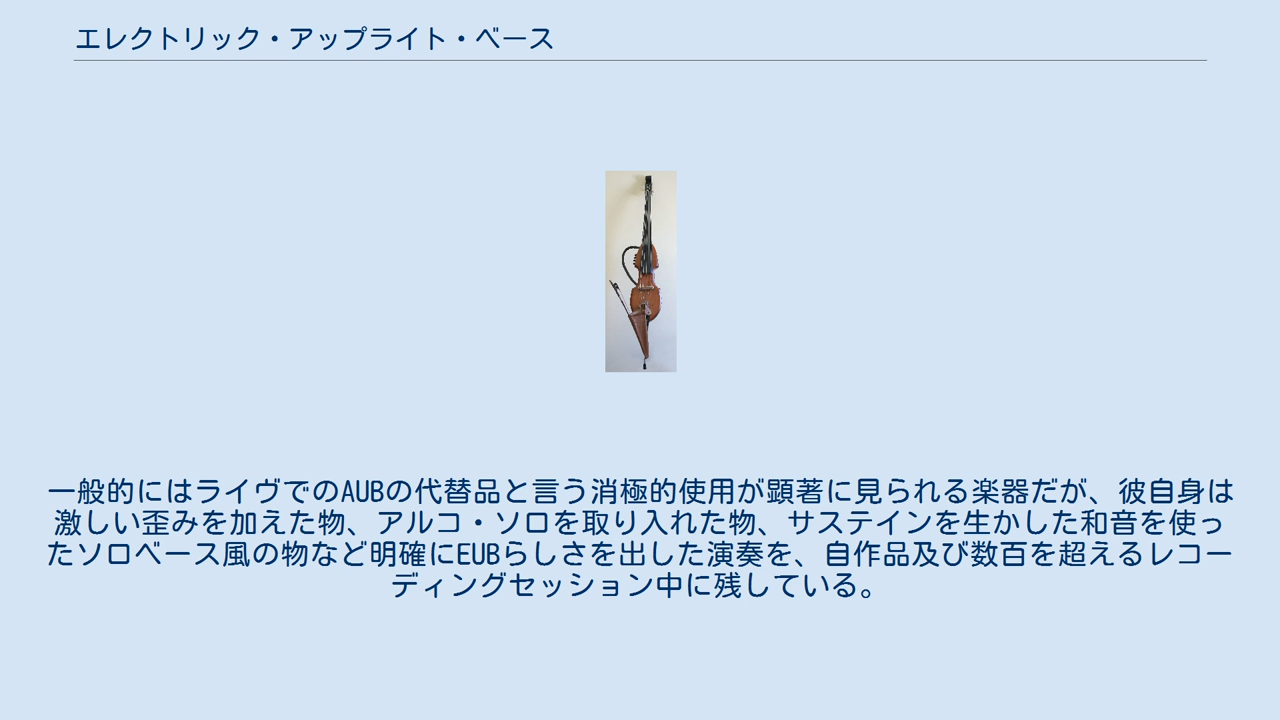 エレクトリック・アップライト・ベース
一般的にはライヴでのAUBの代替品と言う消極的使用が顕著に見られる楽器だが、彼自身は
激しい歪みを加えた物、アルコ・ソロを取り入れた物、サステインを生かした和音を使っ
たソロベース風の物など明確にEUBらしさを出した演奏を、自作品及び数百を超えるレコー
ディングセッション中に残している。